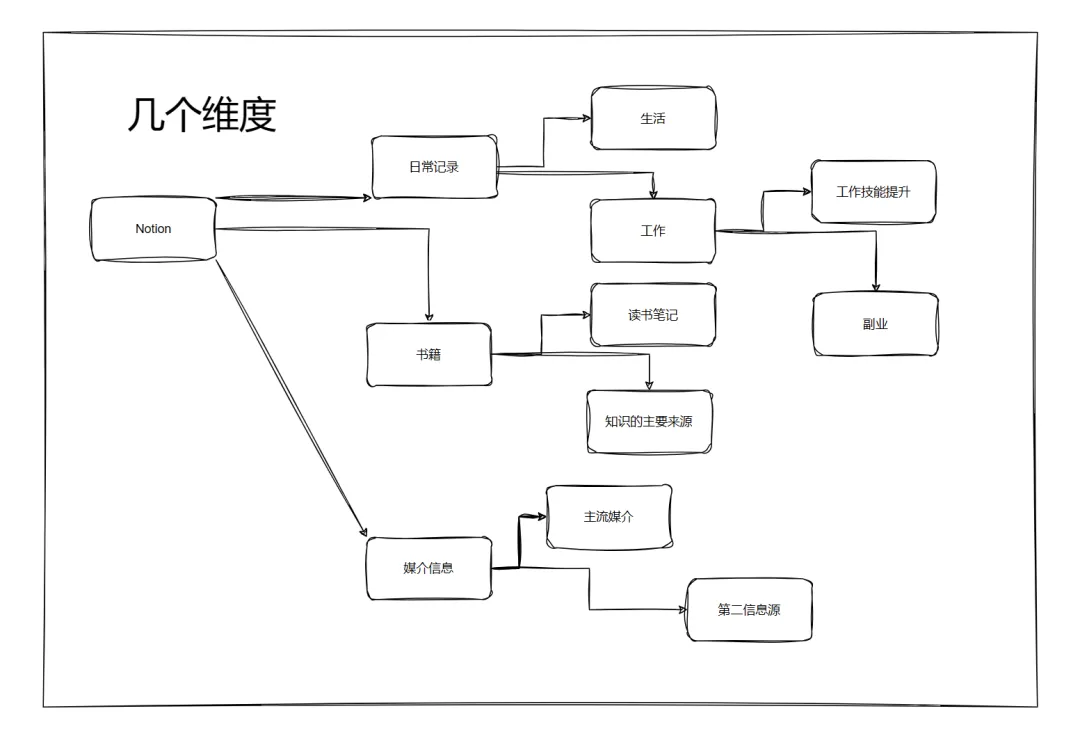 几个维度
生活
日常记录
工作技能提升
Notion
工作
读书笔记
副业
书籍
知识的主要来源
主流媒介
媒介信息
第二信息源